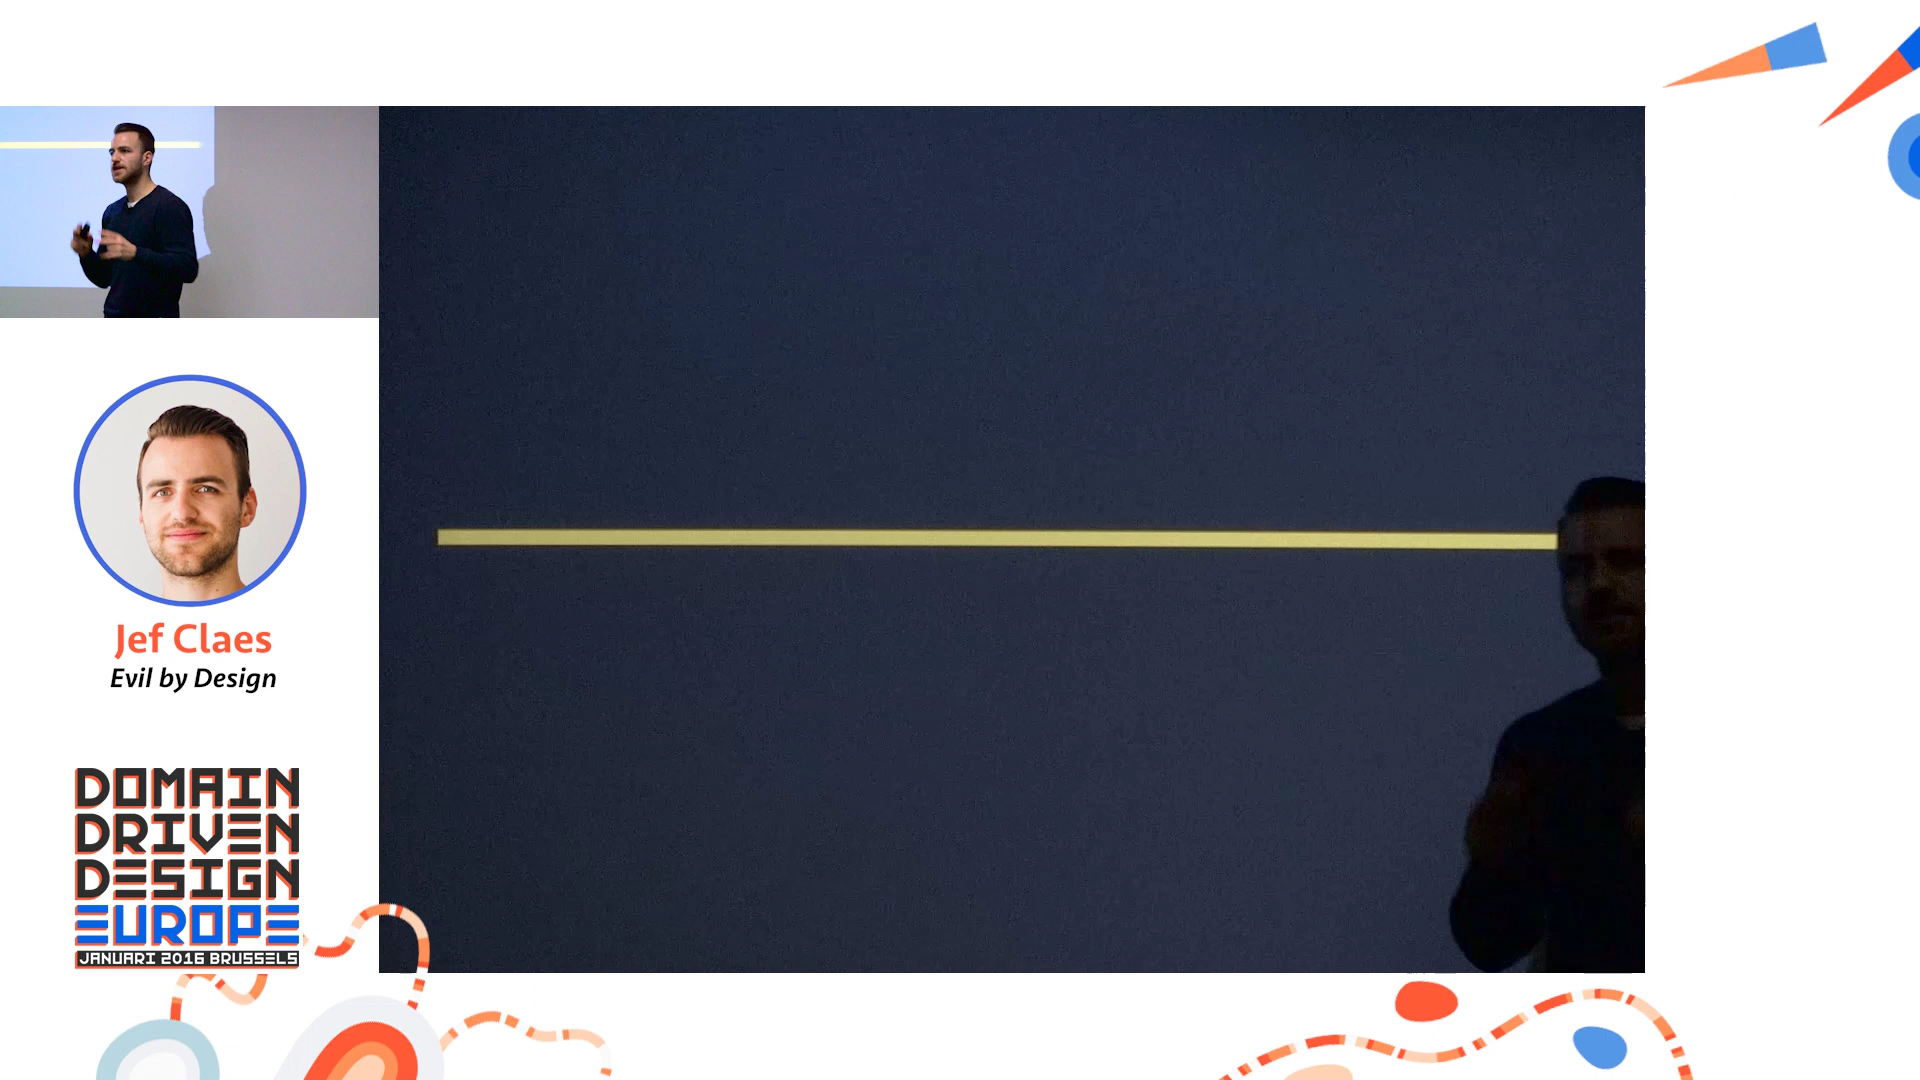 Jef Claes
Evil by Design
DOMAIN
DRIVEN
DESIGN
EUROPE
JANUARI 2016 BRUSSELS